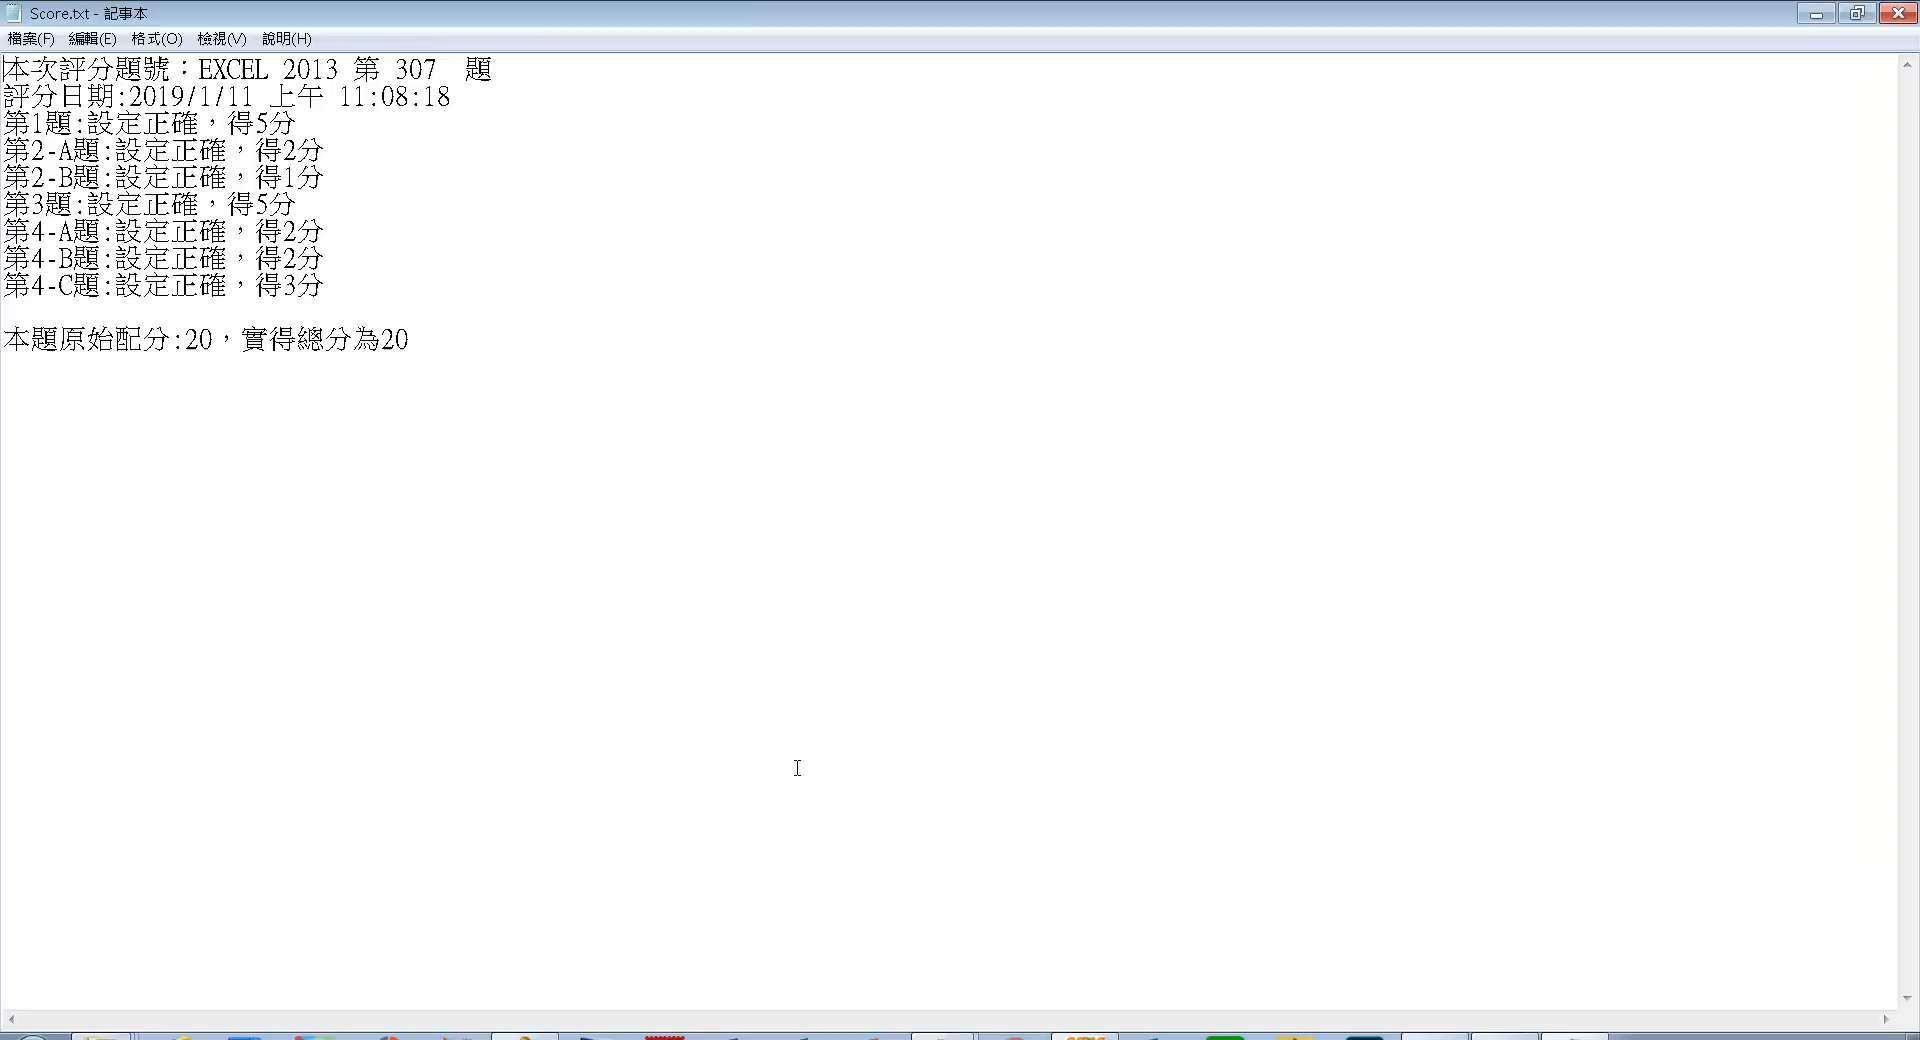 Score.txt - 記事本
檔案(F) 編輯(E) 格式(O) 檢視(V) 說明(H)
本次評分題號：EXCEL 2013 第 307  題
評分日期:2019/1/11 上午 11:08:18
第1題:設定正確，得5分
第2-A題:設定正確，得2分
第2-B題:設定正確，得1分
第3題:設定正確，得5分
第4-A題:設定正確，得2分
第4-B題:設定正確，得2分
第4-C題:設定正確，得3分
本題原始配分:20，實得總分為20